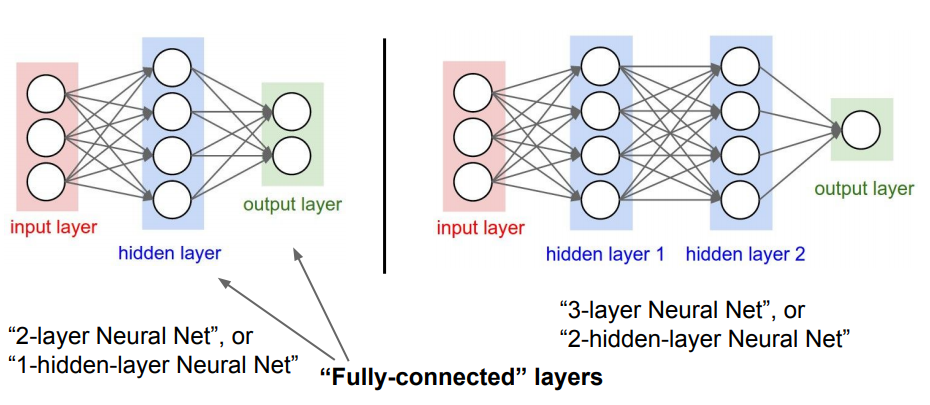 input layer
hidden layer
output layer
“2-layer Neural Net”, or
“1-hidden-layer Neural Net”
“Fully-connected” layers
input layer
hidden layer 1
hidden layer 2
output layer
“3-layer Neural Net”, or
“2-hidden-layer Neural Net”